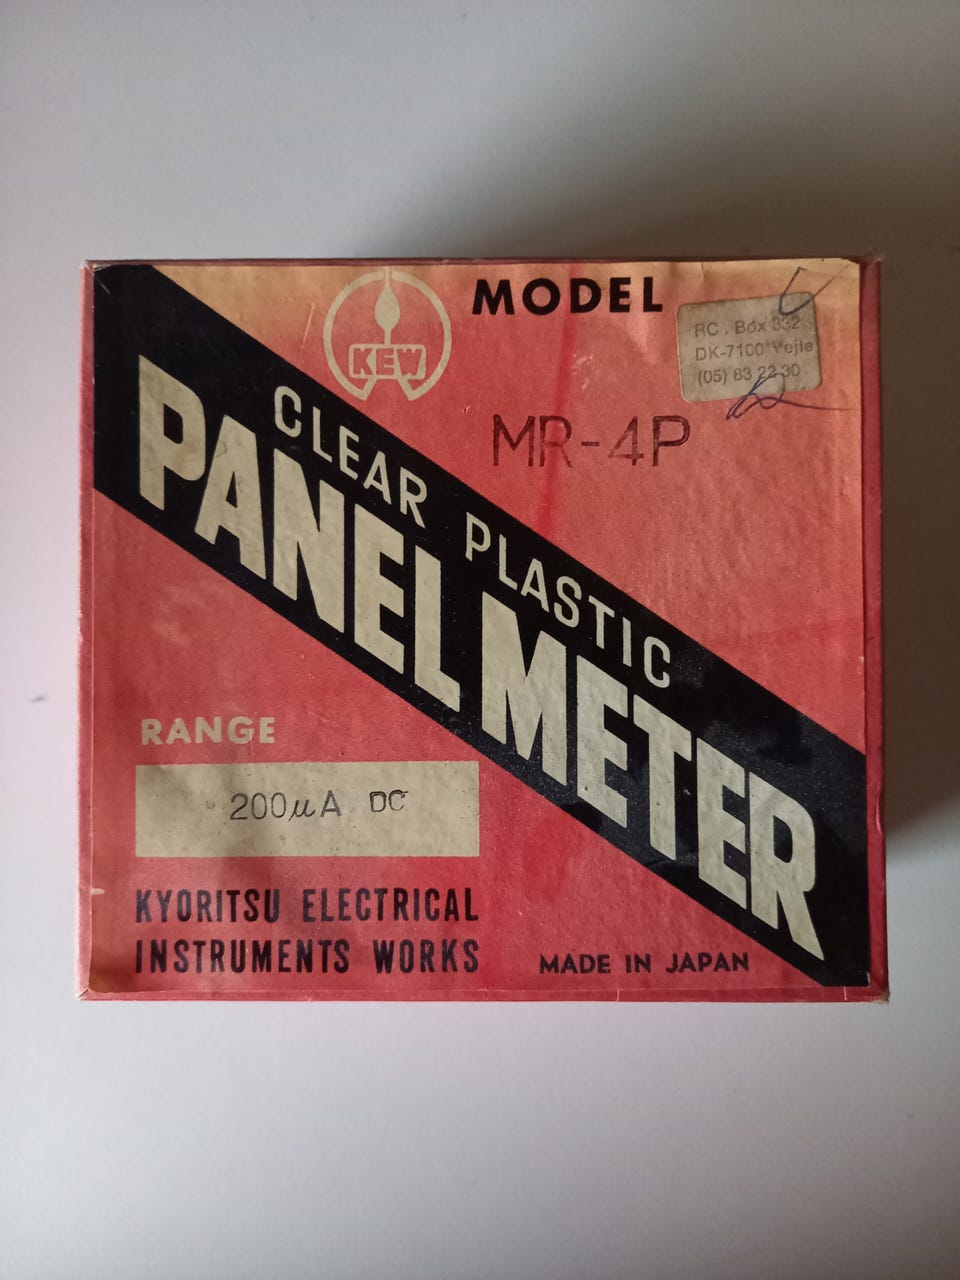 KEW
MODEL
RC. Box 332
DK-7100 Vejle
(05) 83 22 30
MR-4P
CLEAR PLASTIC
PANEL METER
RANGE
200μA DC
KYORITSU ELECTRICAL
INSTRUMENTS WORKS
MADE IN JAPAN